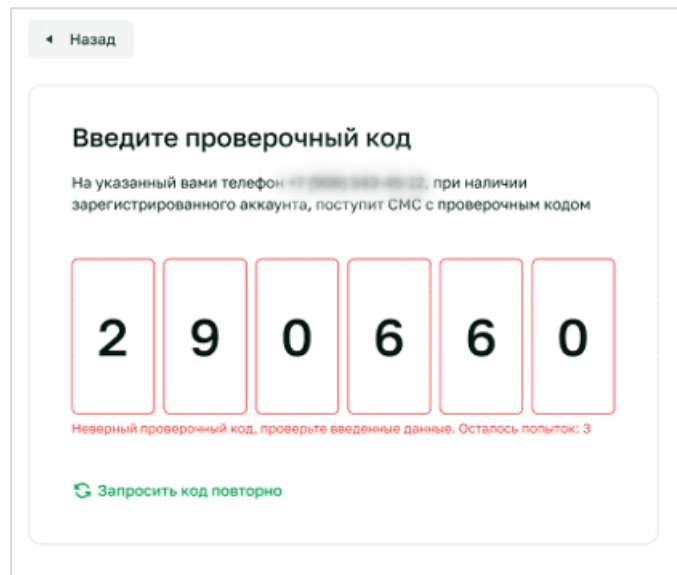 Назад
Введите проверочный код
На указанный вами телефон при наличии
зарегистрированного аккаунта, поступит СМС с проверочным кодом
2 9 0 6 6 0
Неверный проверочный код, проверьте введенные данные. Осталось попыток: 3
Запросить код повторно